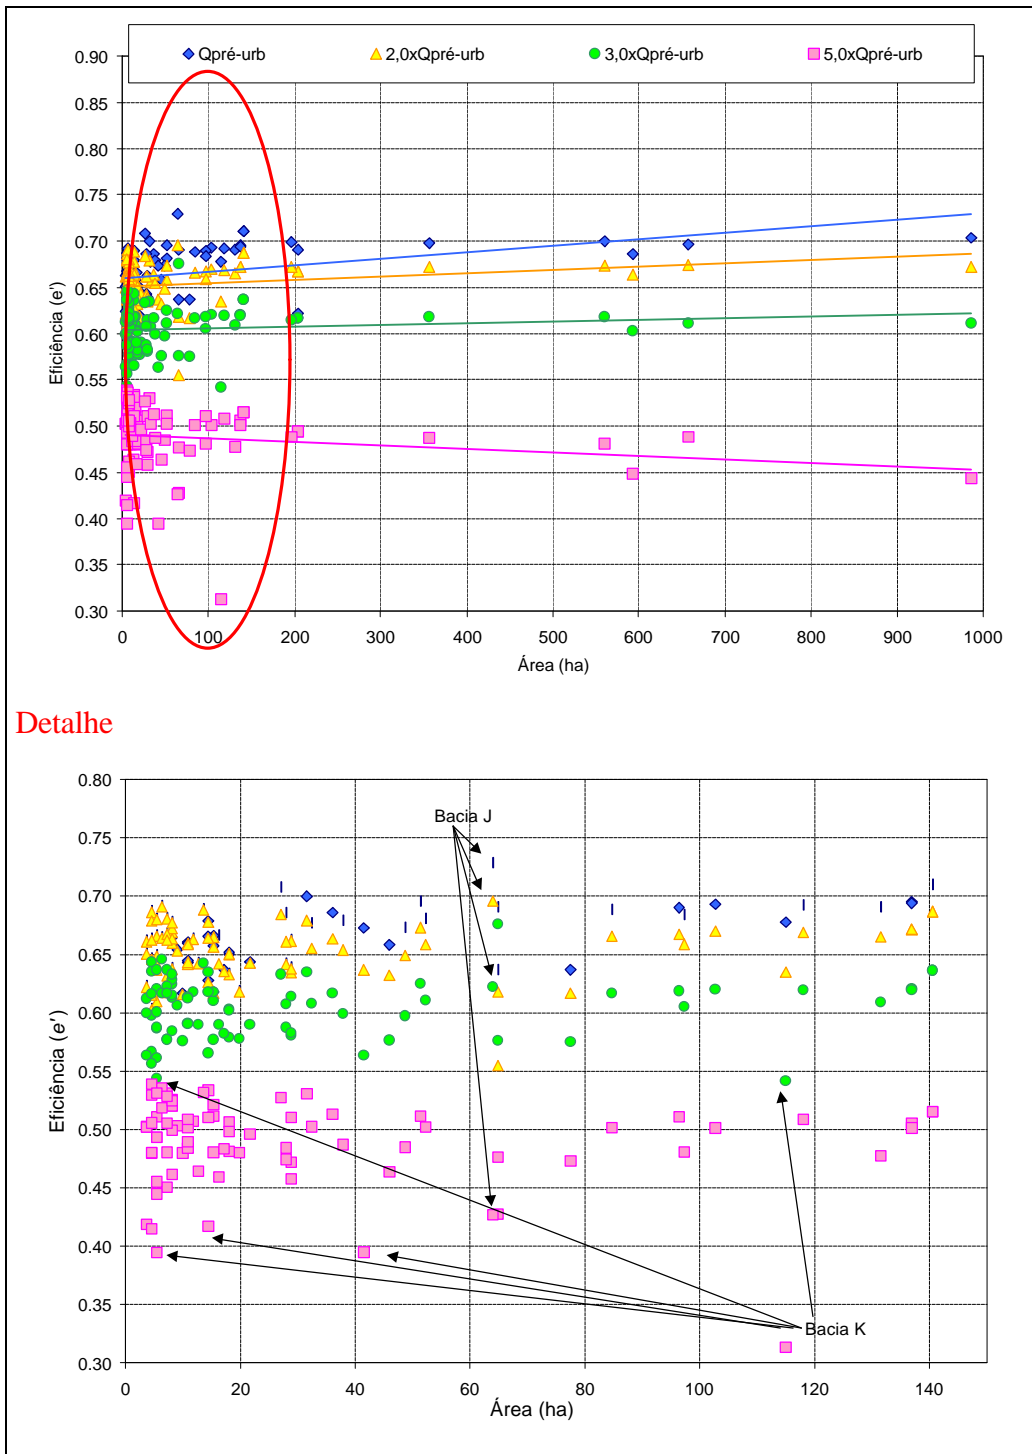 Qpré-urb 2,0xQpré-urb 3,0xQpré-urb 5,0xQpré-urb
0.90
0.85
0.80
0.75
0.70
0.65
0.60
0.55
0.50
0.45
0.40
0.35
0.30
Eficiência (e')
0 100 200 300 400 500 600 700 800 900 1000
Área (ha)
Detalhe
0.80
0.75
0.70
0.65
0.60
0.55
0.50
0.45
0.40
0.35
0.30
Eficiência (e')
Bacia J
Bacia K
0 20 40 60 80 100 120 140
Área (ha)